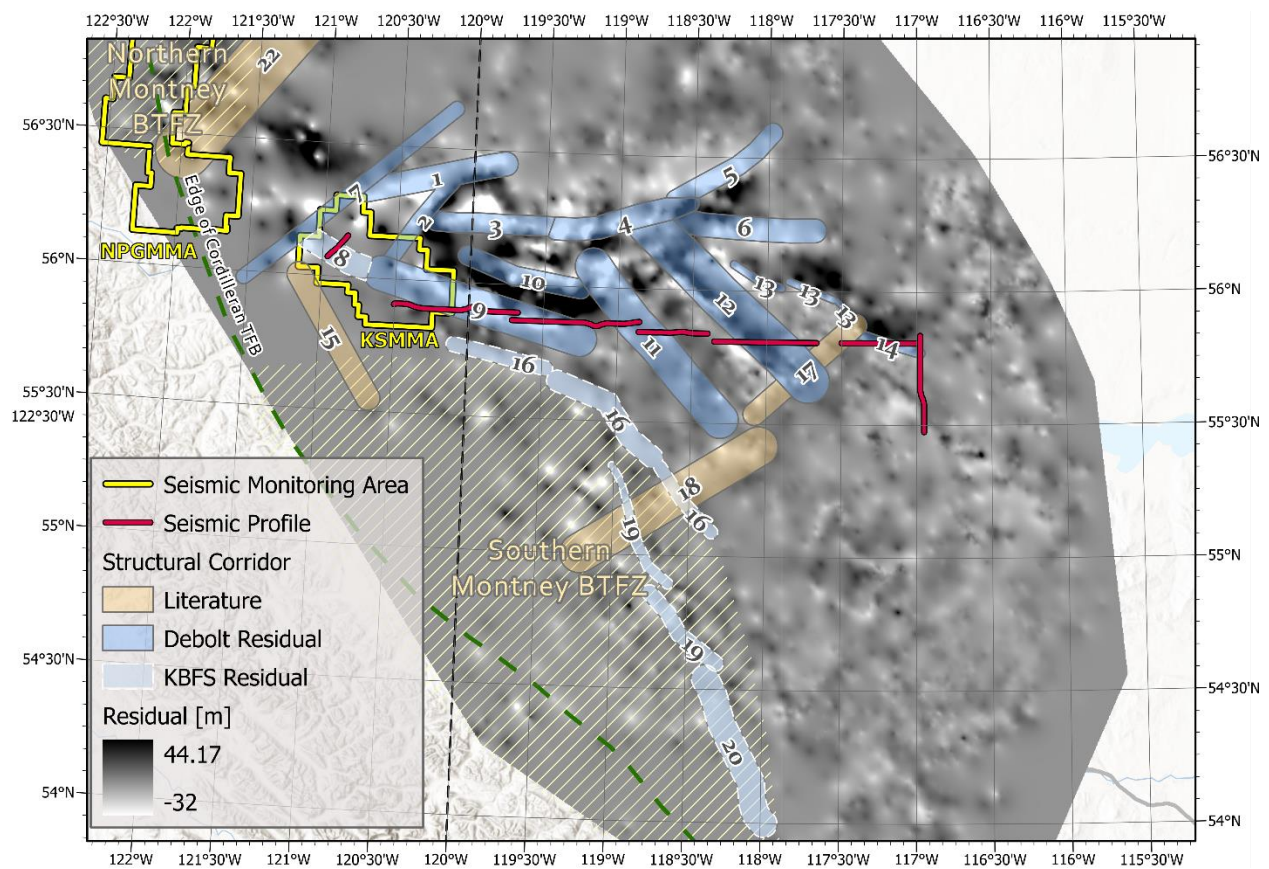 122°30'W 122°W 121°30'W 121°W 120°30'W 120°W 119°30'W 119°W 118°30'W 118°W 117°30'W 117°W 116°30'W 116°W 115°30'W
Northern
Montney
BTFZ
22
56°30'N
56°30'N
Edge of Cordilleran TFB
NPGMMA
KSMMA
7
1
2
3
4
5
6
8
9
10
11
12
13
13
13
14
15
16
16
16
17
18
19
19
20
56°N
56°N
55°30'N
122°30'W
55°30'N
Southern
Montney BTFZ
55°N
55°N
54°30'N
54°30'N
54°N
54°N
Seismic Monitoring Area
Seismic Profile
Structural Corridor
Literature
Debolt Residual
KBFS Residual
Residual [m]
44.17
-32
122°W 121°30'W 121°W 120°30'W 120°W 119°30'W 119°W 118°30'W 118°W 117°30'W 117°W 116°30'W 116°W 115°30'W